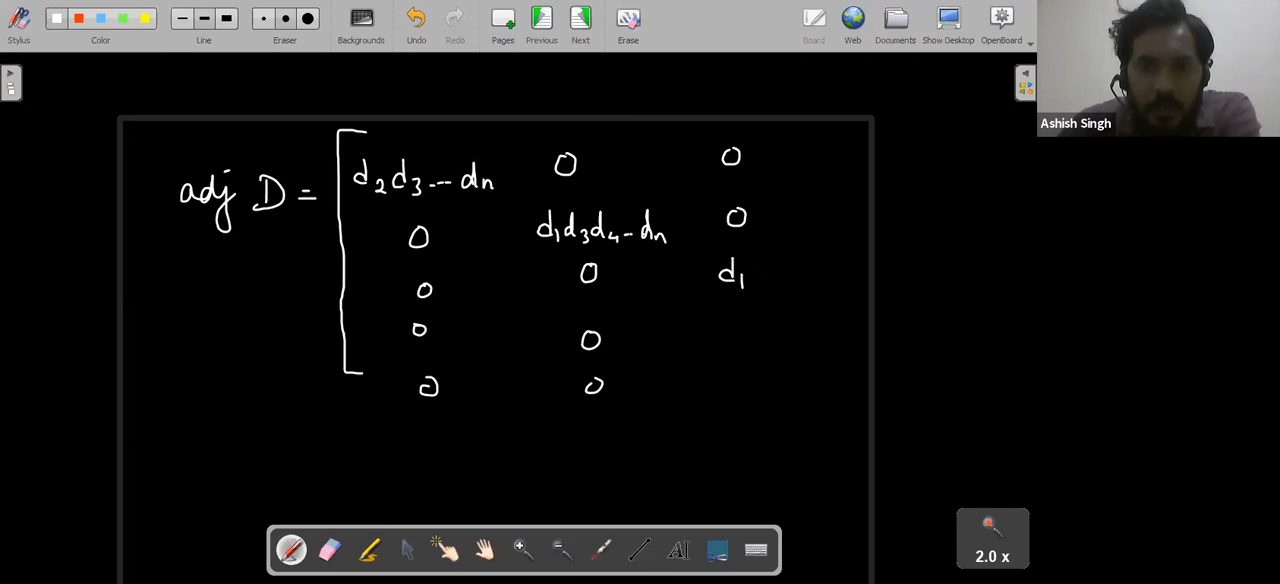 Stylus Color Line Eraser Backgrounds Undo Redo Pages Previous Next Erase Board Web Documents Show Desktop OpenBoard
Ashish Singh
adj D = [ d₂d₃--- dₙ 0 0
0 d₁d₃d₄-- dₙ 0
0 0 d₁
0 0
0 0
AI
2.0 x